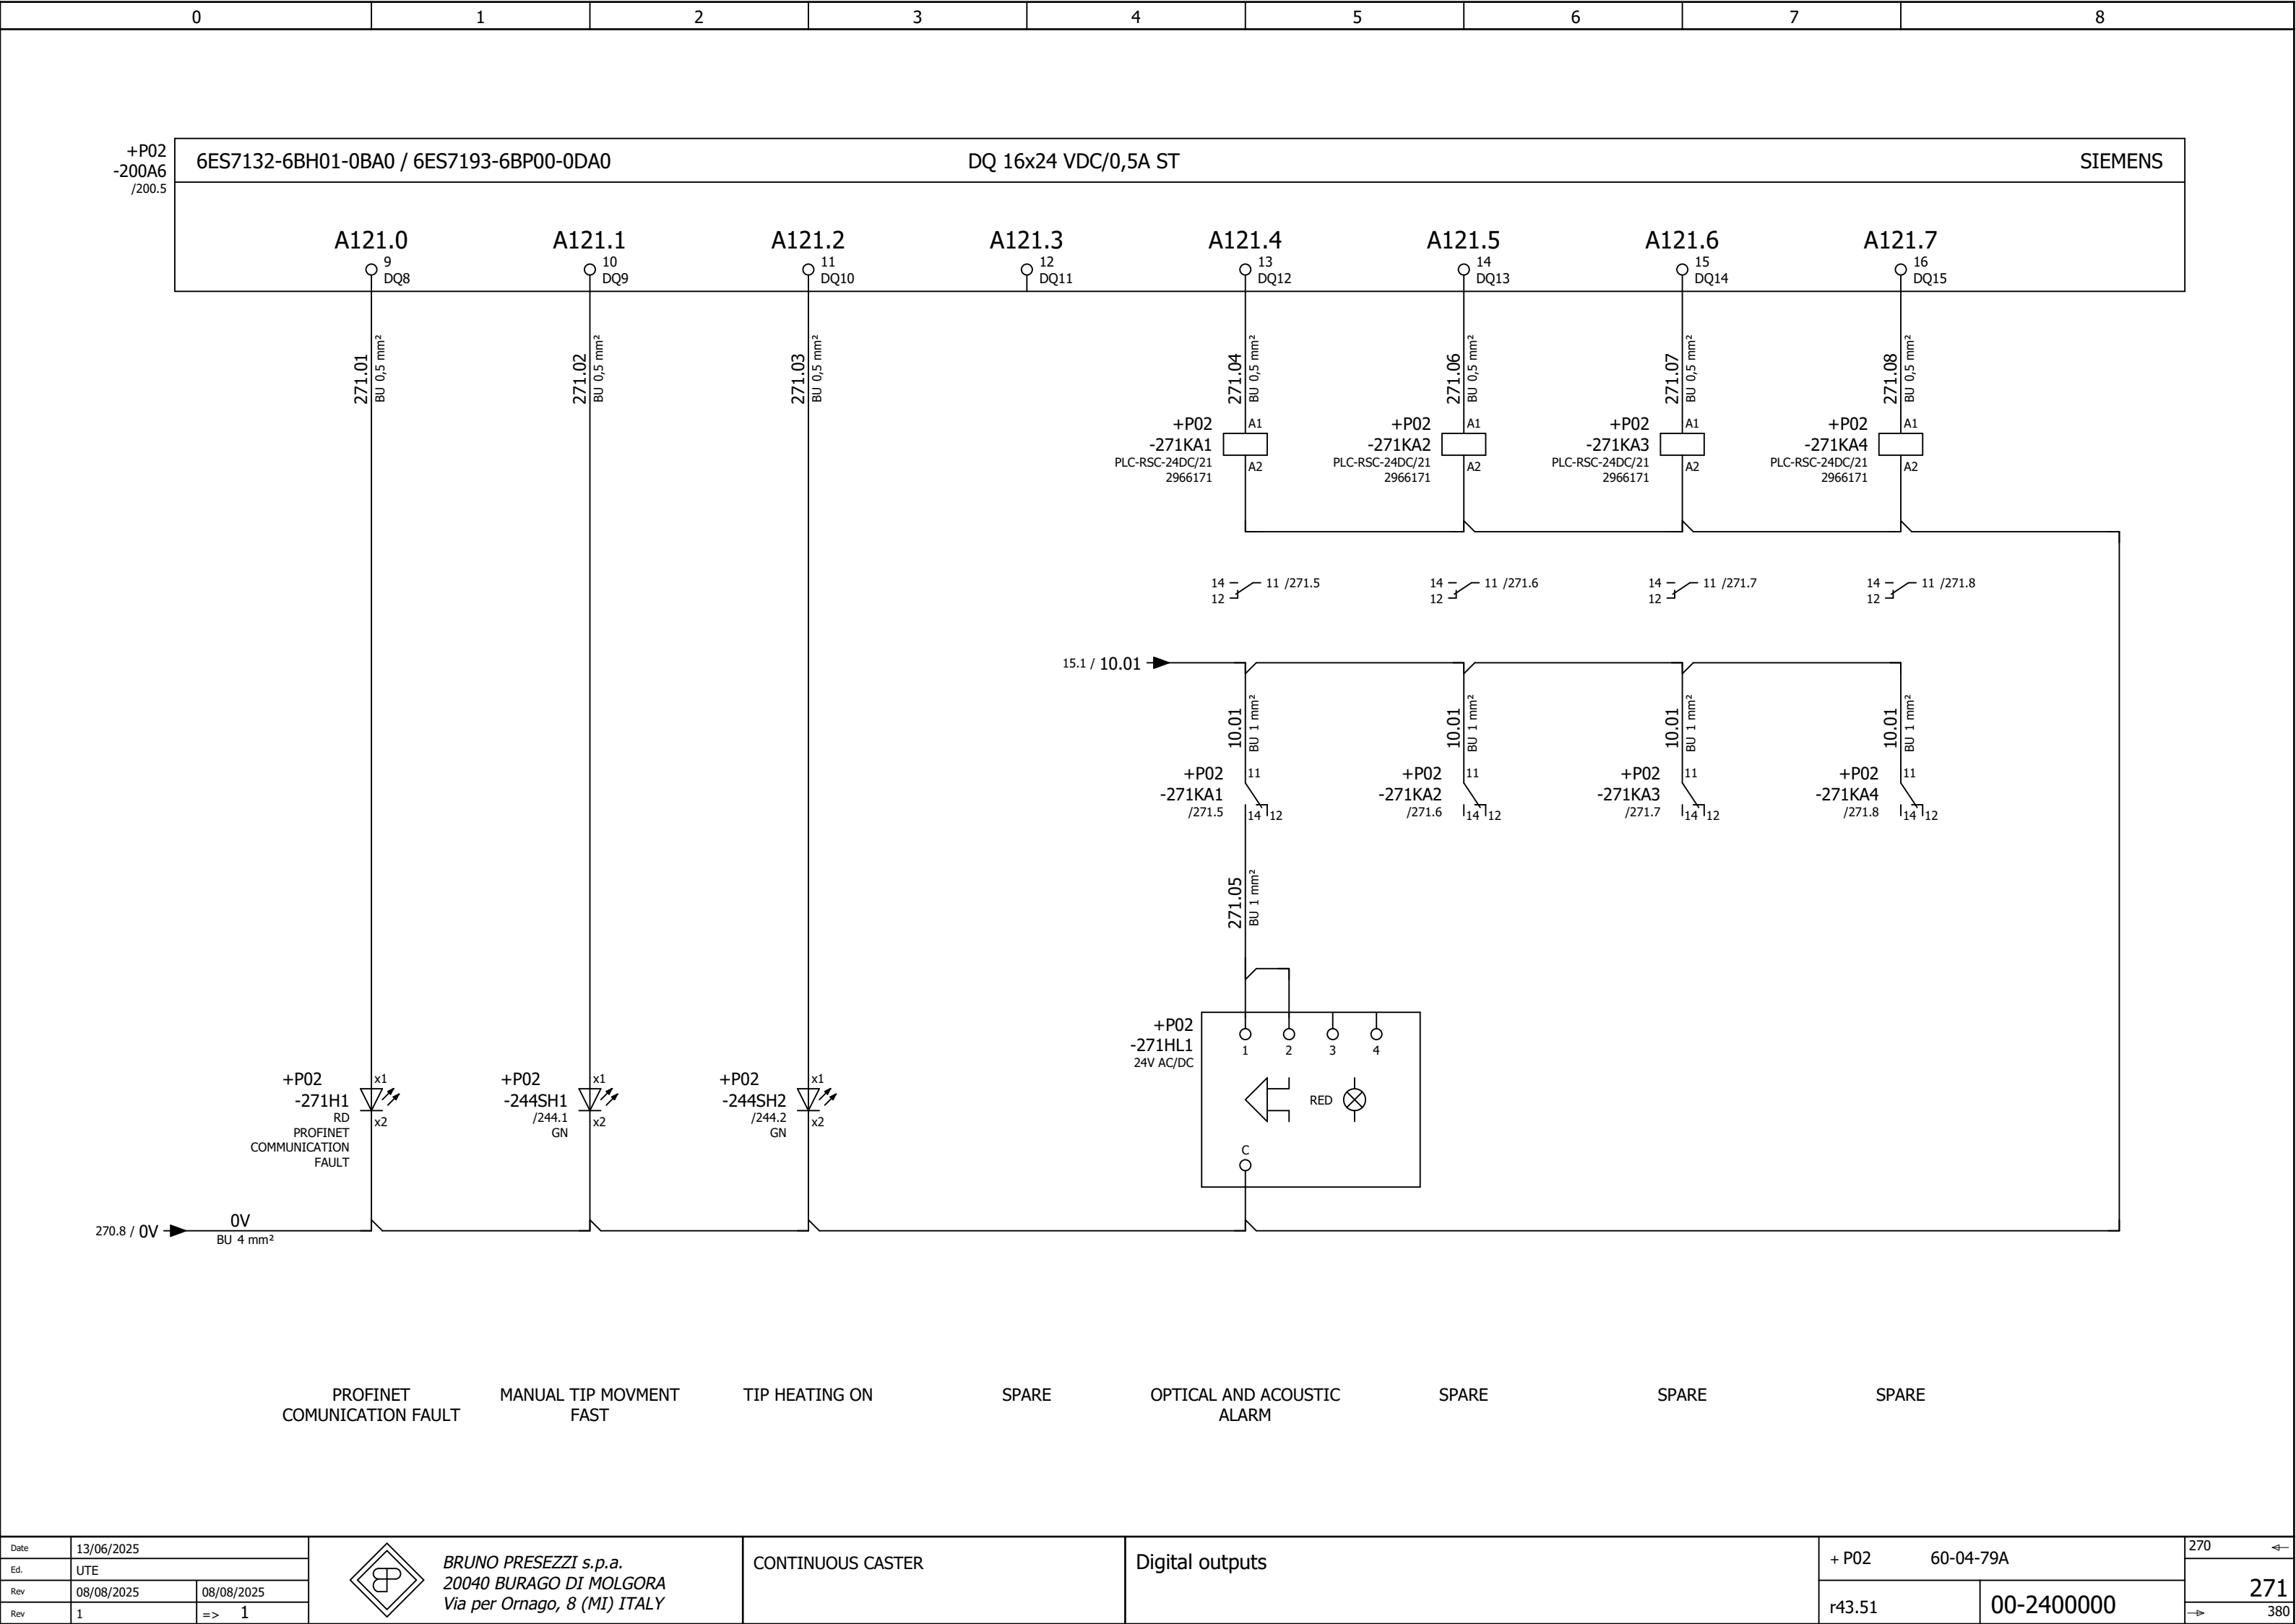 0 1 2 3 4 5 6 7 8
+P02
-200A6
/200.5
6ES7132-6BH01-0BA0 / 6ES7193-6BP00-0DA0 DQ 16x24 VDC/0,5A ST SIEMENS
A121.0 A121.1 A121.2 A121.3 A121.4 A121.5 A121.6 A121.7
9 10 11 12 13 14 15 16
DQ8 DQ9 DQ10 DQ11 DQ12 DQ13 DQ14 DQ15
271.01 271.02 271.03 271.04 271.06 271.07 271.08
BU 0,5 mm² BU 0,5 mm² BU 0,5 mm² BU 0,5 mm² BU 0,5 mm² BU 0,5 mm² BU 0,5 mm²
+P02 A1 +P02 A1 +P02 A1 +P02 A1
-271KA1 -271KA2 -271KA3 -271KA4
PLC-RSC-24DC/21 A2 PLC-RSC-24DC/21 A2 PLC-RSC-24DC/21 A2 PLC-RSC-24DC/21 A2
2966171 2966171 2966171 2966171
14 11 /271.5 14 11 /271.6 14 11 /271.7 14 11 /271.8
12 12 12 12
15.1 / 10.01
10.01 10.01 10.01 10.01
BU 1 mm² BU 1 mm² BU 1 mm² BU 1 mm²
+P02 11 +P02 11 +P02 11 +P02 11
-271KA1 -271KA2 -271KA3 -271KA4
/271.5 14 12 /271.6 14 12 /271.7 14 12 /271.8 14 12
271.05
BU 1 mm²
+P02
-271HL1
24V AC/DC
1 2 3 4
RED
C
+P02 x1 +P02 x1 +P02 x1
-271H1 -244SH1 -244SH2
RD x2 /244.1 x2 /244.2 x2
PROFINET GN GN
COMMUNICATION
FAULT
270.8 / 0V 0V
BU 4 mm²
PROFINET MANUAL TIP MOVMENT TIP HEATING ON SPARE OPTICAL AND ACOUSTIC SPARE SPARE SPARE
COMUNICATION FAULT FAST ALARM
Date 13/06/2025
Ed. UTE
Rev 08/08/2025 08/08/2025
Rev 1 => 1
BP
BRUNO PRESEZZI s.p.a.
20040 BURAGO DI MOLGORA
Via per Ornago, 8 (MI) ITALY
CONTINUOUS CASTER
Digital outputs
+ P02 60-04-79A
r43.51 00-2400000
270
271
380